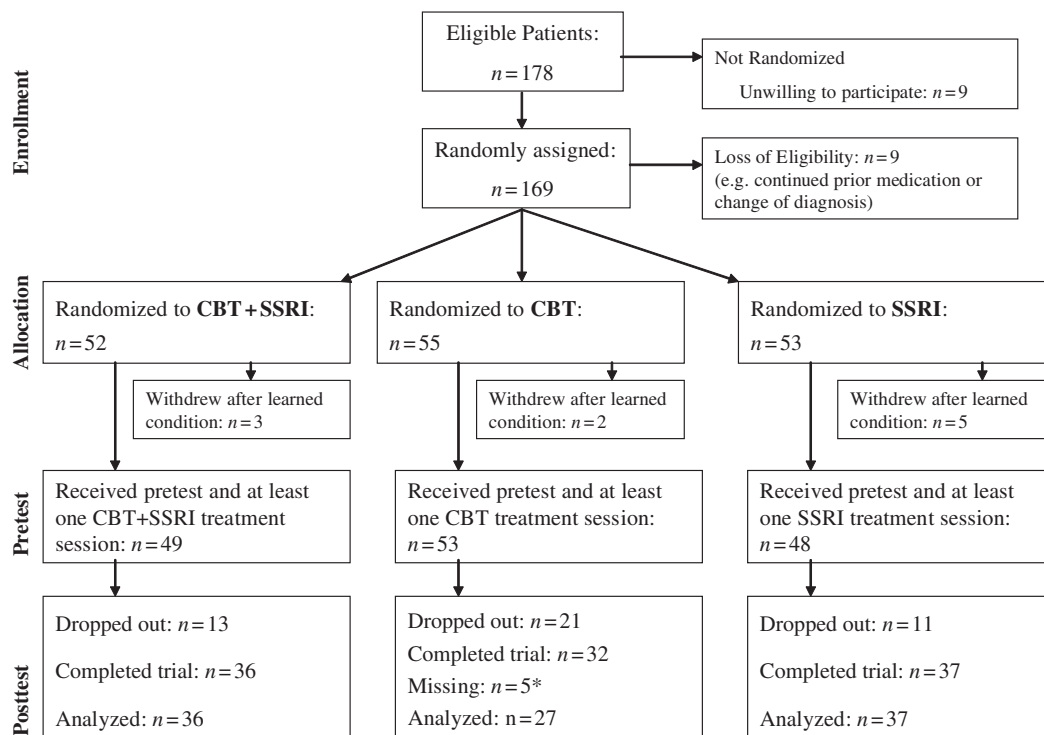 Enrollment
Eligible Patients:
n=178
Not Randomized
Unwilling to participate: n=9
Randomly assigned:
n=169
Loss of Eligibility: n=9
(e.g. continued prior medication or
change of diagnosis)
Allocation
Randomized to CBT+SSRI:
n=52
Randomized to CBT:
n=55
Randomized to SSRI:
n=53
Withdrew after learned
condition: n=3
Withdrew after learned
condition: n=2
Withdrew after learned
condition: n=5
Pretest
Received pretest and at least
one CBT+SSRI treatment
session: n=49
Received pretest and at least
one CBT treatment session:
n=53
Received pretest and at least
one SSRI treatment session:
n=48
Posttest
Dropped out: n=13
Completed trial: n=36
Analyzed: n=36
Dropped out: n=21
Completed trial: n=32
Missing: n=5*
Analyzed: n=27
Dropped out: n=11
Completed trial: n=37
Analyzed: n=37